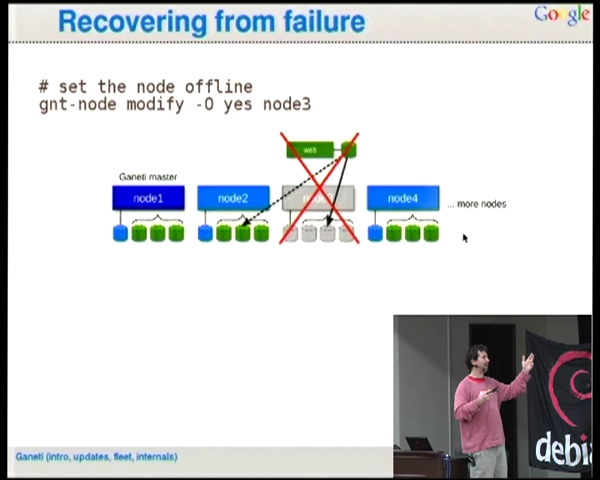 Recovering from failure
Google
# set the node offline
gnt-node modify -O yes node3
web
Ganeti master
node1
node2
node4
... more nodes
debi
Ganeti (intro, updates, fleet, internals)